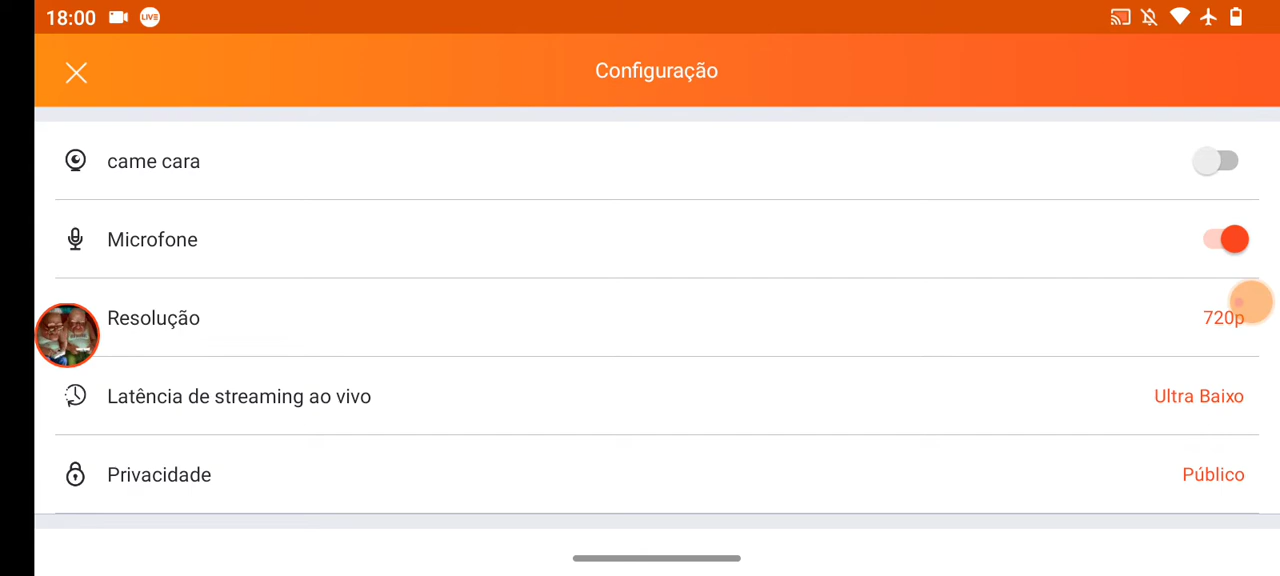 18:00 LIVE
Configuração
came cara
Microfone
Resolução 720p
Latência de streaming ao vivo Ultra Baixo
Privacidade Público